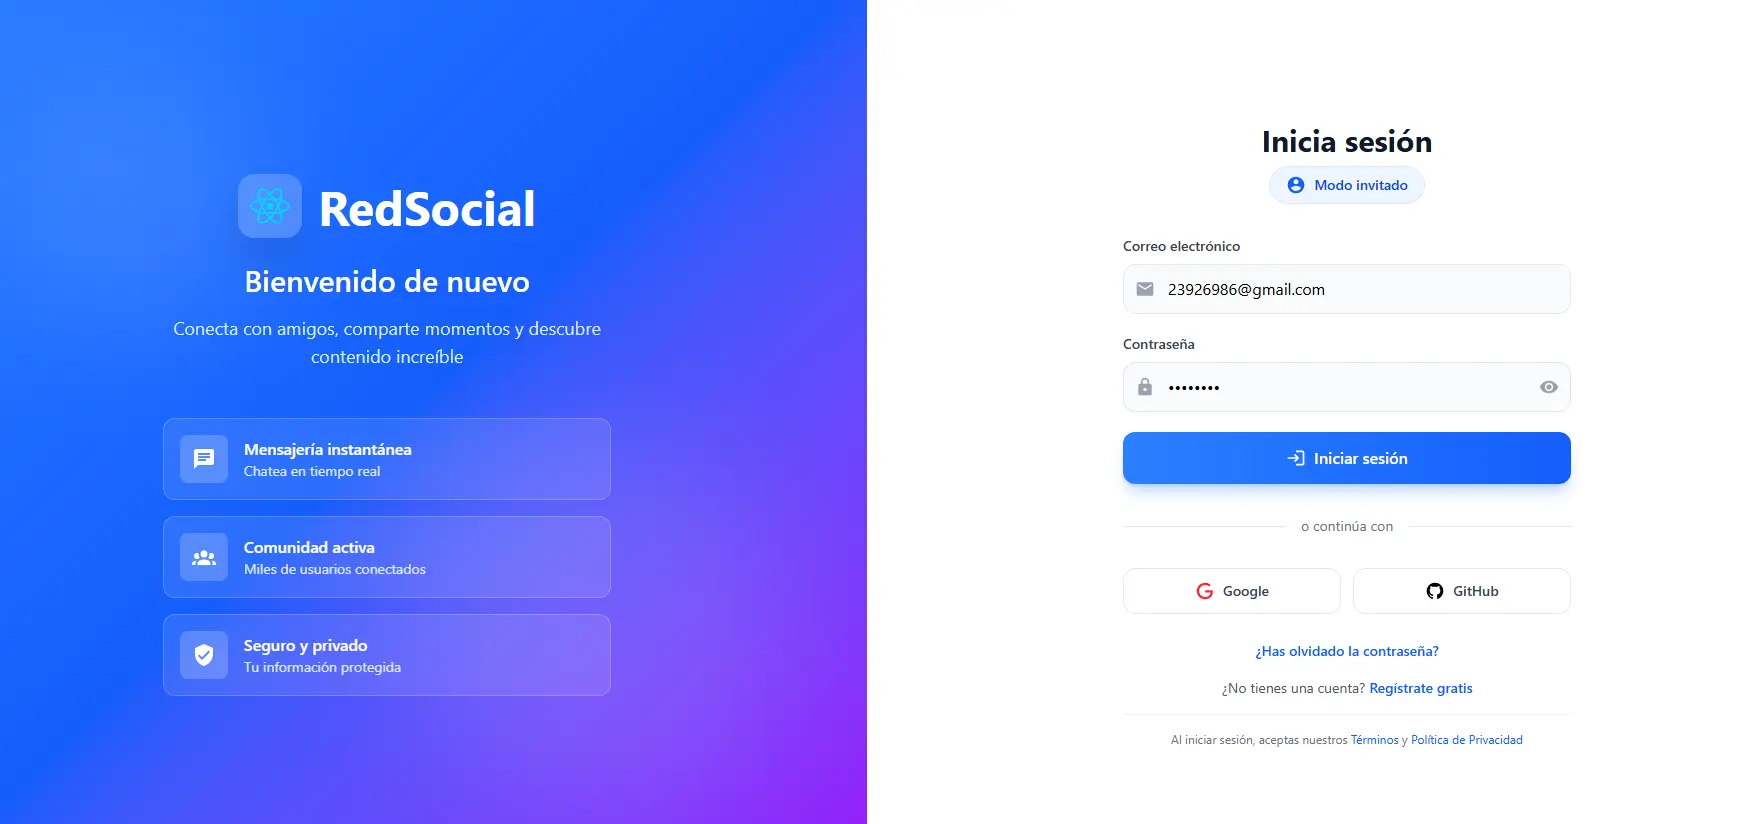 RedSocial
Bienvenido de nuevo
Conecta con amigos, comparte momentos y descubre
contenido increíble
Mensajería instantánea
Chatea en tiempo real
Comunidad activa
Miles de usuarios conectados
Seguro y privado
Tu información protegida
Inicia sesión
Modo invitado
Correo electrónico
23926986@gmail.com
Contraseña
••••••••
Iniciar sesión
o continúa con
Google
GitHub
¿Has olvidado la contraseña?
¿No tienes una cuenta? Regístrate gratis
Al iniciar sesión, aceptas nuestros Términos y Política de Privacidad